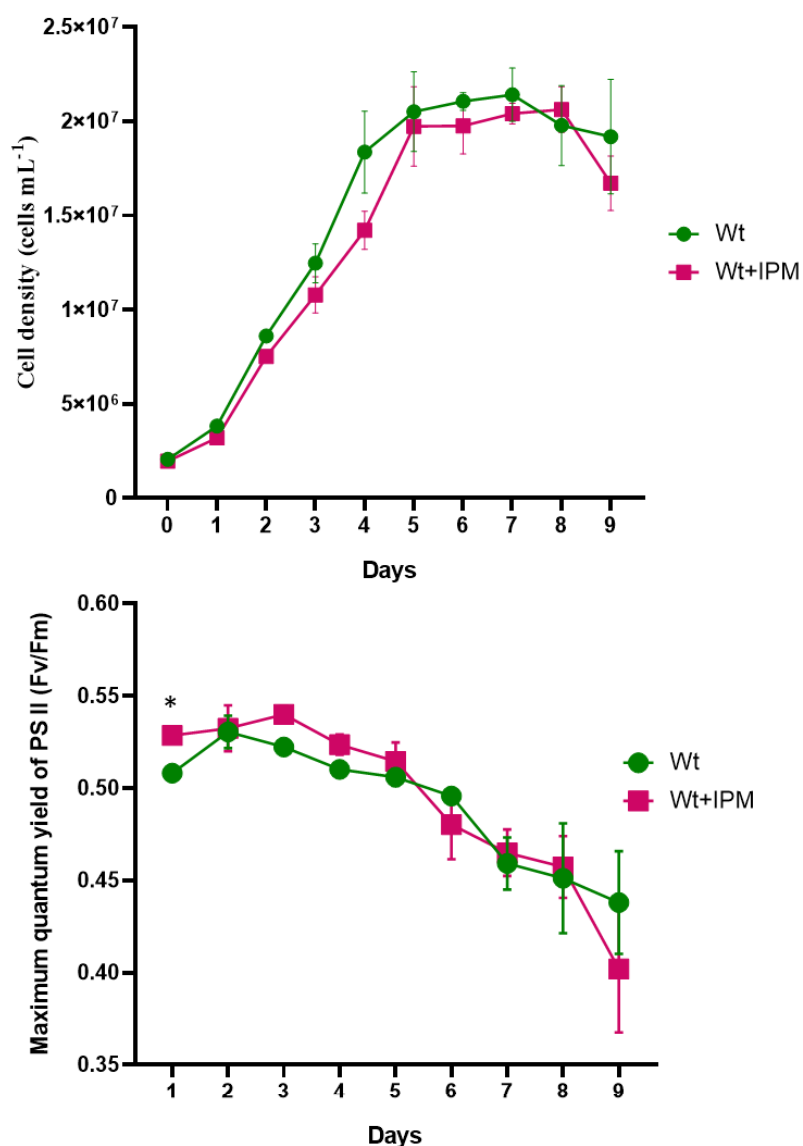 2.5×10⁷
2×10⁷
1.5×10⁷
1×10⁷
5×10⁶
0
Cell density (cells mL⁻¹)
0 1 2 3 4 5 6 7 8 9
Days
Wt
Wt+IPM
0.60
0.55
0.50
0.45
0.40
0.35
Maximum quantum yield of PS II (Fv/Fm)
*
1 2 3 4 5 6 7 8 9
Days
Wt
Wt+IPM